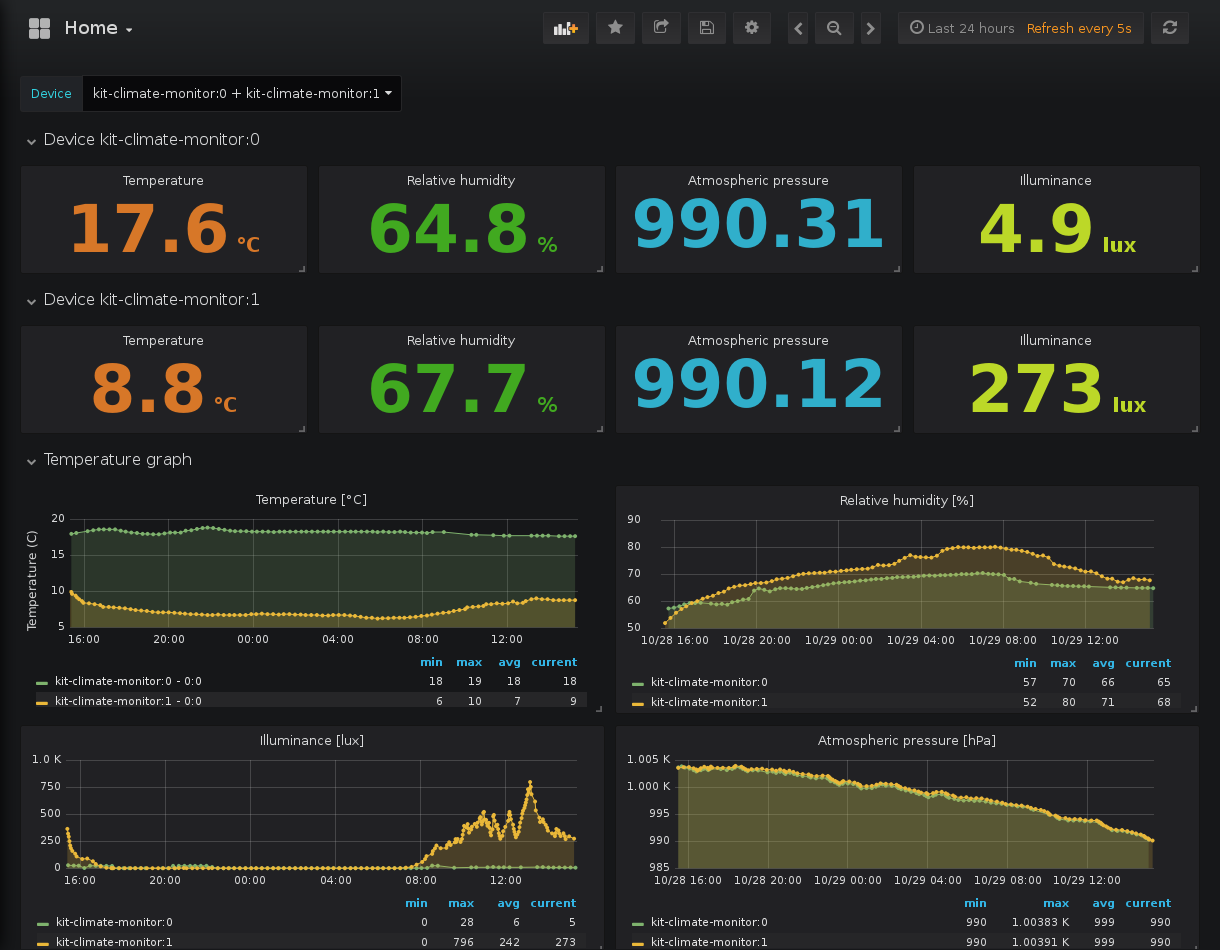 Home
Last 24 hours Refresh every 5s
Device kit-climate-monitor:0 + kit-climate-monitor:1
Device kit-climate-monitor:0
Temperature Relative humidity Atmospheric pressure Illuminance
17.6 °C 64.8 % 990.31 4.9 lux
Device kit-climate-monitor:1
Temperature Relative humidity Atmospheric pressure Illuminance
8.8 °C 67.7 % 990.12 273 lux
Temperature graph
Temperature [°C]
Temperature (C)
20
15
10
5
16:00 20:00 00:00 04:00 08:00 12:00
min max avg current
kit-climate-monitor:0 - 0:0 18 19 18 18
kit-climate-monitor:1 - 0:0 6 10 7 9
Relative humidity [%]
90
80
70
60
50
10/28 16:00 10/28 20:00 10/29 00:00 10/29 04:00 10/29 08:00 10/29 12:00
min max avg current
kit-climate-monitor:0 57 70 66 65
kit-climate-monitor:1 52 80 71 68
Illuminance [lux]
1.0 K
750
500
250
0
16:00 20:00 00:00 04:00 08:00 12:00
min max avg current
kit-climate-monitor:0 0 28 6 5
kit-climate-monitor:1 0 796 242 273
Atmospheric pressure [hPa]
1.005 K
1.000 K
995
990
985
10/28 16:00 10/28 20:00 10/29 00:00 10/29 04:00 10/29 08:00 10/29 12:00
min max avg current
kit-climate-monitor:0 990 1.00383 K 999 990
kit-climate-monitor:1 990 1.00391 K 999 990